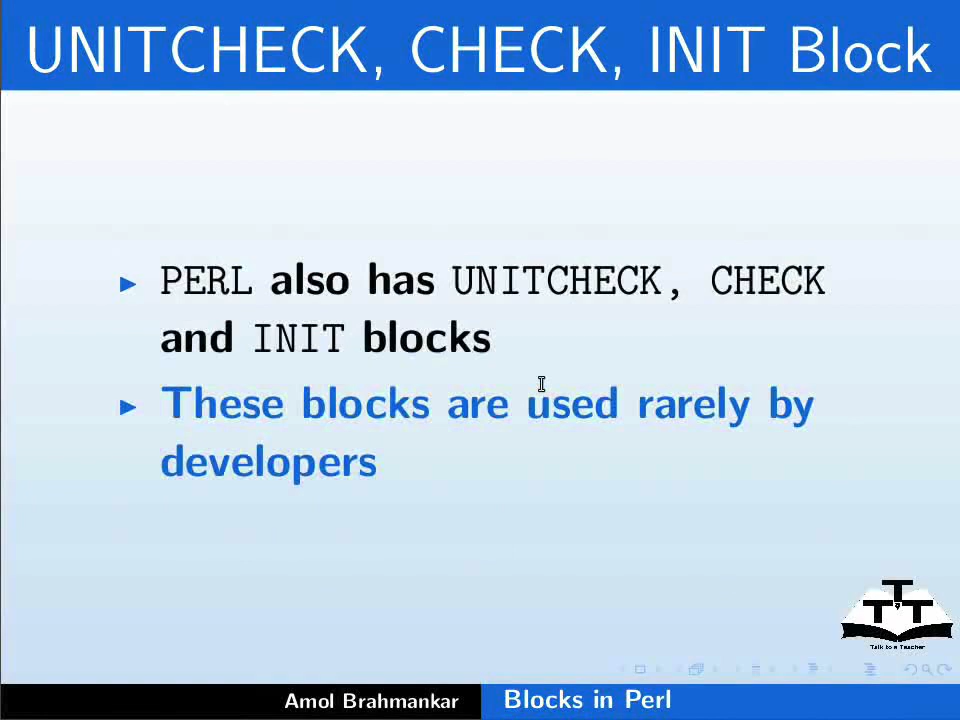 UNITCHECK, CHECK, INIT Block
PERL also has UNITCHECK, CHECK
and INIT blocks
These blocks are used rarely by
developers
T
T T
Talk to a Teacher
Amol Brahmankar
Blocks in Perl